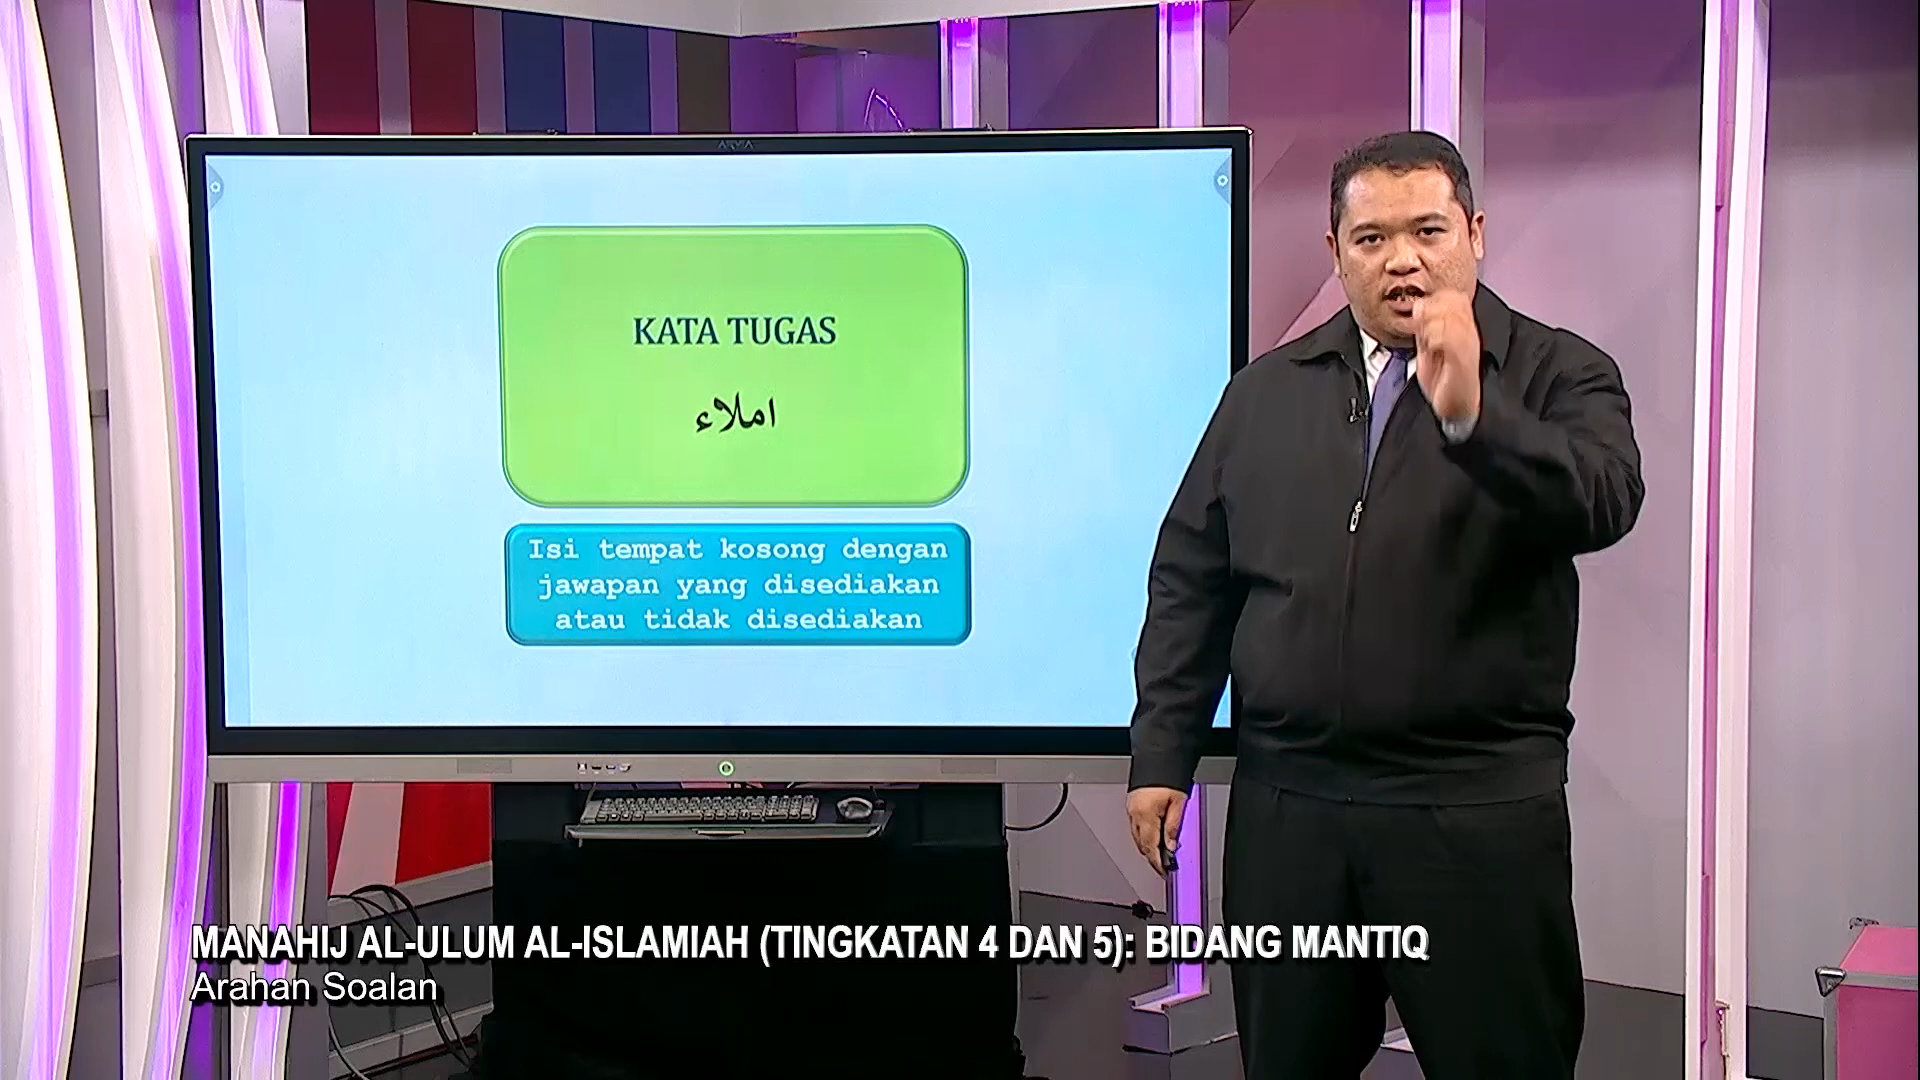 KATA TUGAS
املاء
Isi tempat kosong dengan
jawapan yang disediakan
atau tidak disediakan
MANAHIJ AL-ULUM AL-ISLAMIAH (TINGKATAN 4 DAN 5): BIDANG MANTIQ
Arahan Soalan